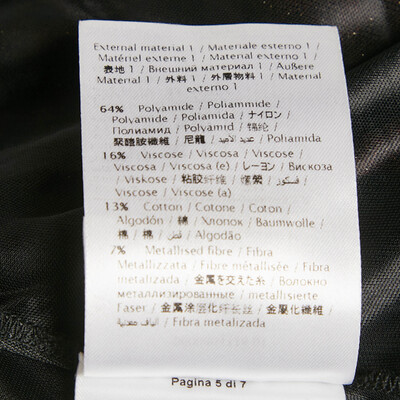 External material 1 / Materiale esterno 1 /
Matériel externe 1 / Materia externo 1 /
表地 1 / Внешний материал 1 / Äußere
Material 1 / 外料 1 / 外層物料 1 / Material
externo 1
64% Polyamide / Poliammide /
Polyamide / Poliamida / ナイロン /
Полиамид / Polyamid / 锦纶 /
聚醯胺纖維 / 尼龍 / / Poliamida
16% Viscose / Viscosa / Viscose /
Viscosa / Viscosa (e) / レーヨン / Вискоза
/ Viskose / 粘胶纤维 / 嫘縈 / فسكوز /
Viscose / Viscose (a)
13% Cotton / Cotone / Coton /
Algodón / 綿 / Хлопок / Baumwolle /
棉 / 棉 / قطن / Algodão
7% Metallised fibre / Fibra
Metallizzata / Fibre métallisée / Fibra
metalizada / 金属を交えた糸 / Волокно
металлизированные / metallisierte
Faser / 金属涂层化纤长丝 / 金屬化纖維
/ ألياف معدنية / Fibra metalizada
Pagina 5 di 7